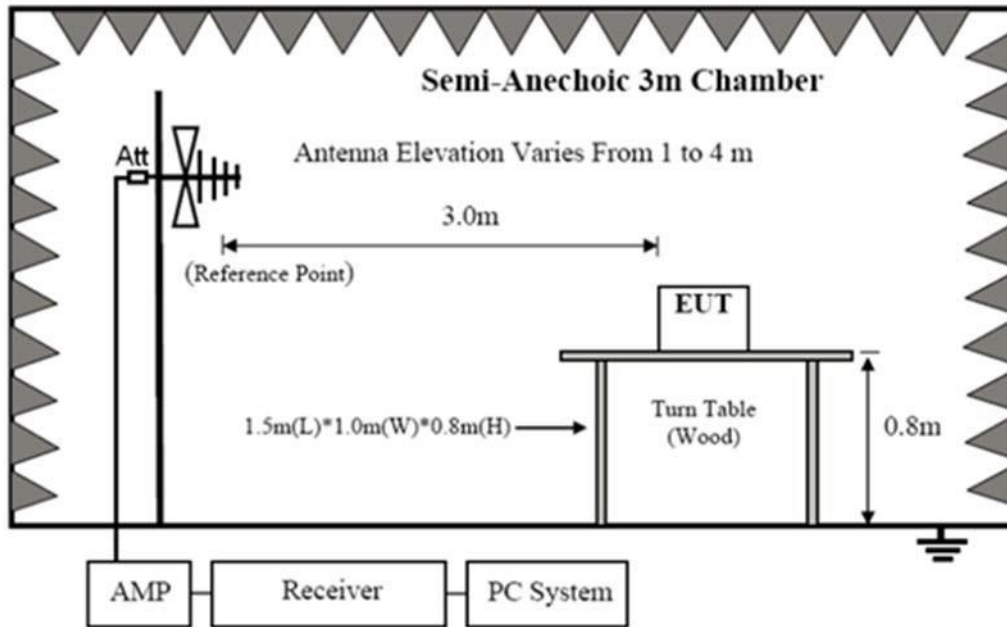 Semi-Anechoic 3m Chamber
Att
Antenna Elevation Varies From 1 to 4 m
3.0m
(Reference Point)
EUT
1.5m(L)*1.0m(W)*0.8m(H)
Turn Table
(Wood)
0.8m
AMP
Receiver
PC System